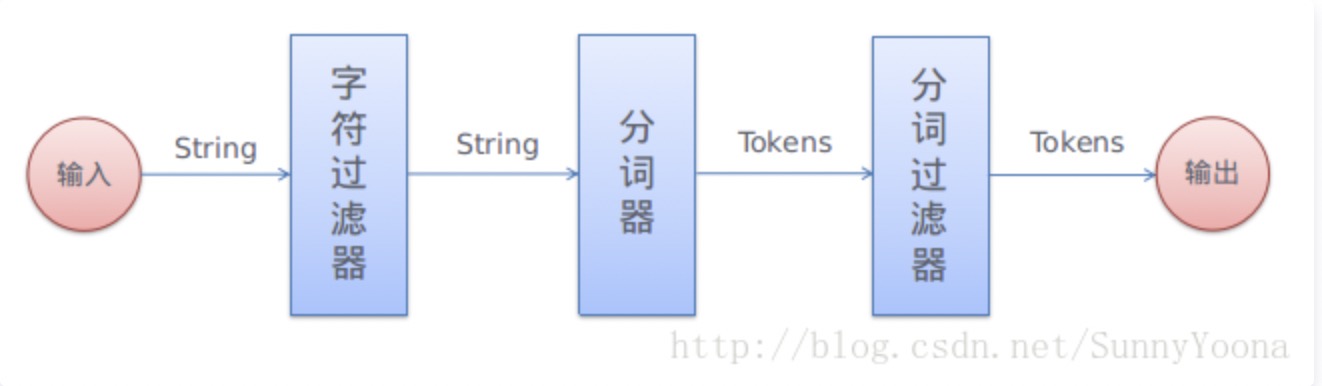 输入
String
字符过滤器
String
分词器
Tokens
分词过滤器
Tokens
输出
http://blog.csdn.net/SunnyYoona